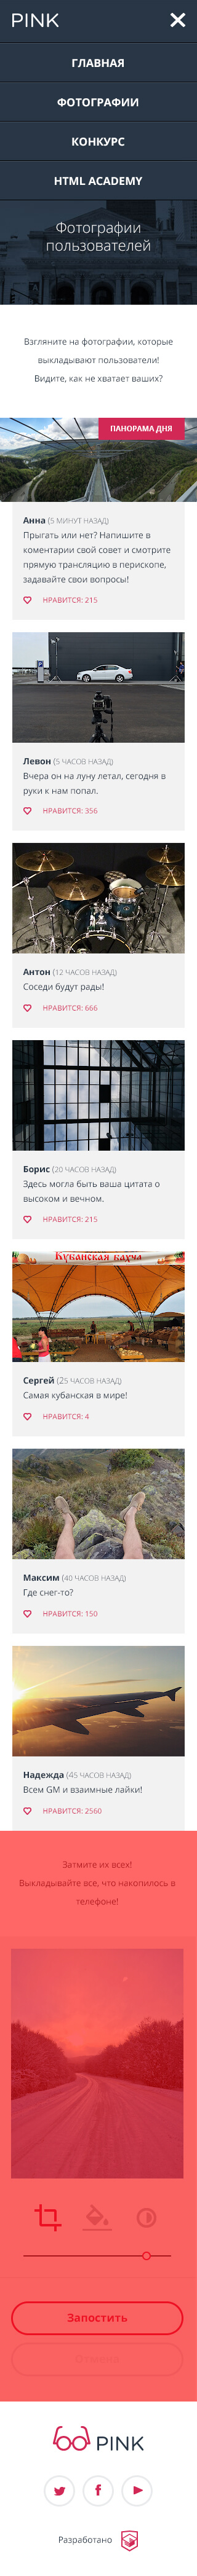 PINK
ГЛАВНАЯ
ФОТОГРАФИИ
КОНКУРС
HTML ACADEMY
Фотографии
пользователей
Взгляните на фотографии, которые
выкладывают пользователи!
Видите, как не хватает ваших?
ПАНОРАМА ДНЯ
Анна (5 МИНУТ НАЗАД)
Прыгать или нет? Напишите в
коментарии свой совет и смотрите
прямую трансляцию в перископе,
задавайте свои вопросы!
НРАВИТСЯ: 215
Левон (5 ЧАСОВ НАЗАД)
Вчера он на луну летал, сегодня в
руки к нам попал.
НРАВИТСЯ: 356
Антон (12 ЧАСОВ НАЗАД)
Соседи будут рады!
НРАВИТСЯ: 666
Борис (20 ЧАСОВ НАЗАД)
Здесь могла быть ваша цитата о
высоком и вечном.
НРАВИТСЯ: 215
Кубанская бахча
Сергей (25 ЧАСОВ НАЗАД)
Самая кубанская в мире!
НРАВИТСЯ: 4
Максим (40 ЧАСОВ НАЗАД)
Где снег-то?
НРАВИТСЯ: 150
Надежда (45 ЧАСОВ НАЗАД)
Всем GM и взаимные лайки!
НРАВИТСЯ: 2560
Затмите их всех!
Выкладывайте все, что накопилось в
телефоне!
Запостить
PINK
Разработано